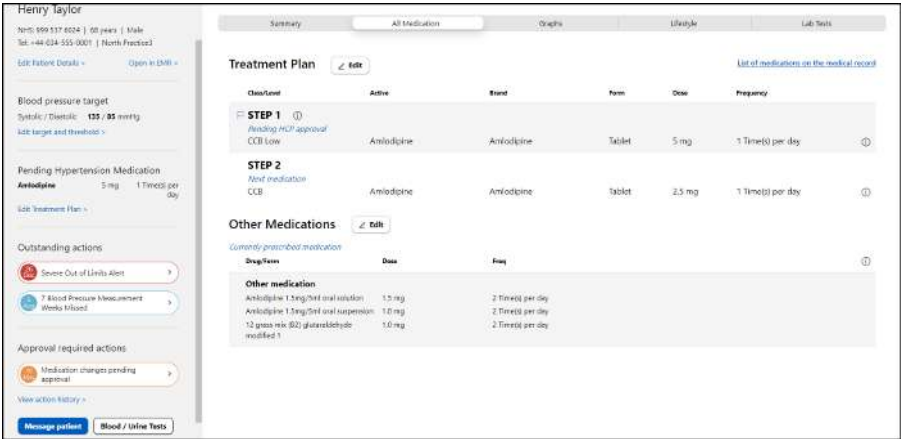 Henry Taylor
NHS: 999 537 6024 | 60 years | Male
Tel: +44-034-555-0001 | North Practice3
Edit Patient Details >
Open in EMR >
Blood pressure target
Systolic / Diastolic 135 / 85 mmHg
Edit target and threshold >
Pending Hypertension Medication
Amlodipine 5 mg 1 Time(s) per
day
Edit Treatment Plan >
Outstanding actions
Severe Out of Limits Alert
7 Blood Pressure Measurement
Weeks Missed
Approval required actions
Medication changes pending
approval
View action history >
Message patient
Blood / Urine Tests
Summary
All Medication
Graphs
Lifestyle
Lab Tests
Treatment Plan
Edit
List of medications on the medical record
Class/Level Active Brand Form Dose Frequency
STEP 1
Pending HCP approval
CCB Low Amlodipine Amlodipine Tablet 5 mg 1 Time(s) per day
STEP 2
Next medication
CCB Amlodipine Amlodipine Tablet 2.5 mg 1 Time(s) per day
Other Medications
Edit
Currently prescribed medication
Drug/Form Dose Freq
Other medication
Amlodipine 1.5mg/5ml oral solution 1.5 mg 2 Time(s) per day
Amlodipine 1.5mg/5ml oral suspension 1.0 mg 2 Time(s) per day
12 grass mix (B2) glutaraldehyde 1.0 mg 2 Time(s) per day
modified 1